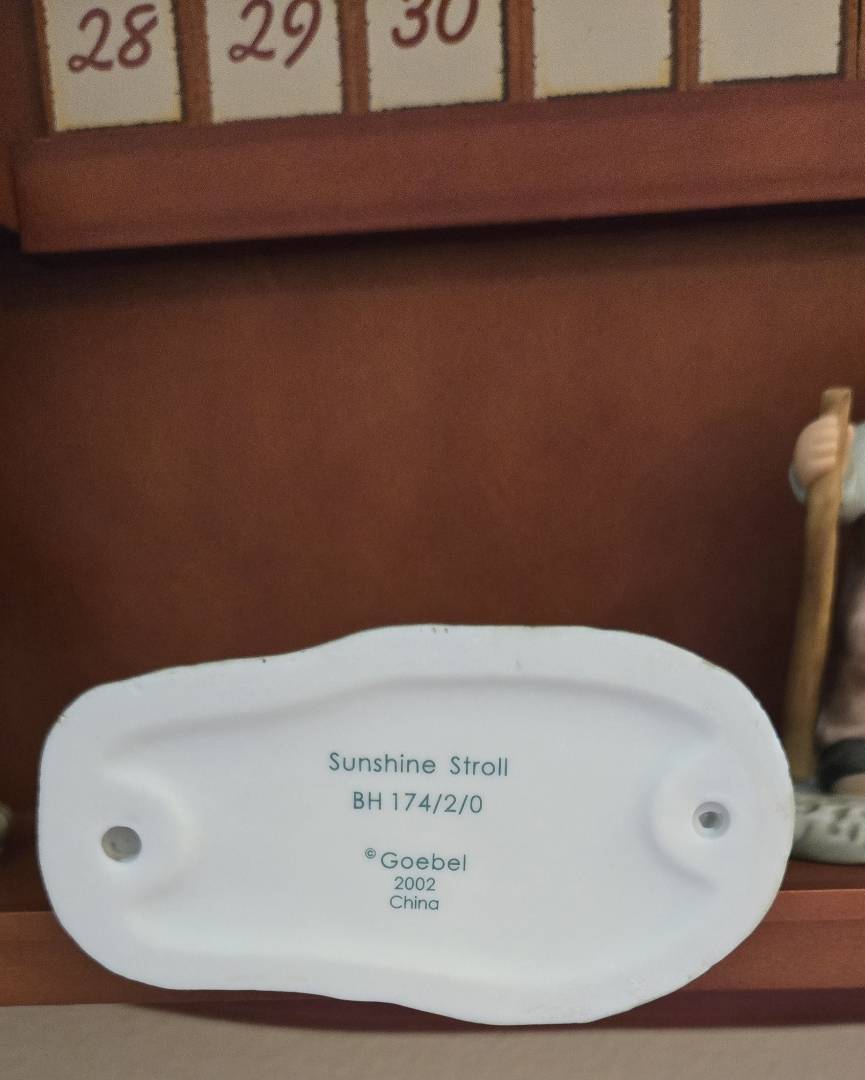 28 29 30
Sunshine Stroll
BH 174/2/0
©Goebel
2002
China